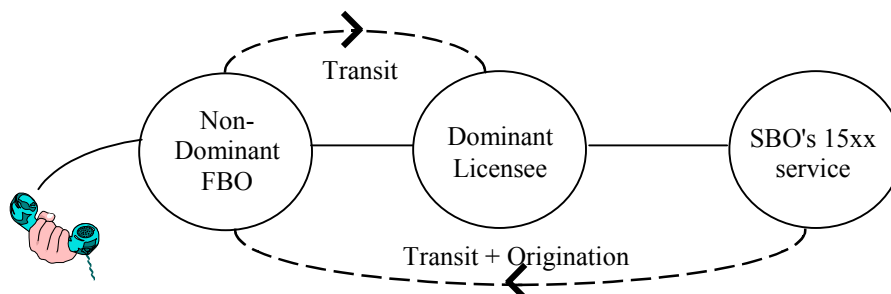 Transit
Non-
Dominant
FBO
Dominant
Licensee
SBO's 15xx
service
Transit + Origination